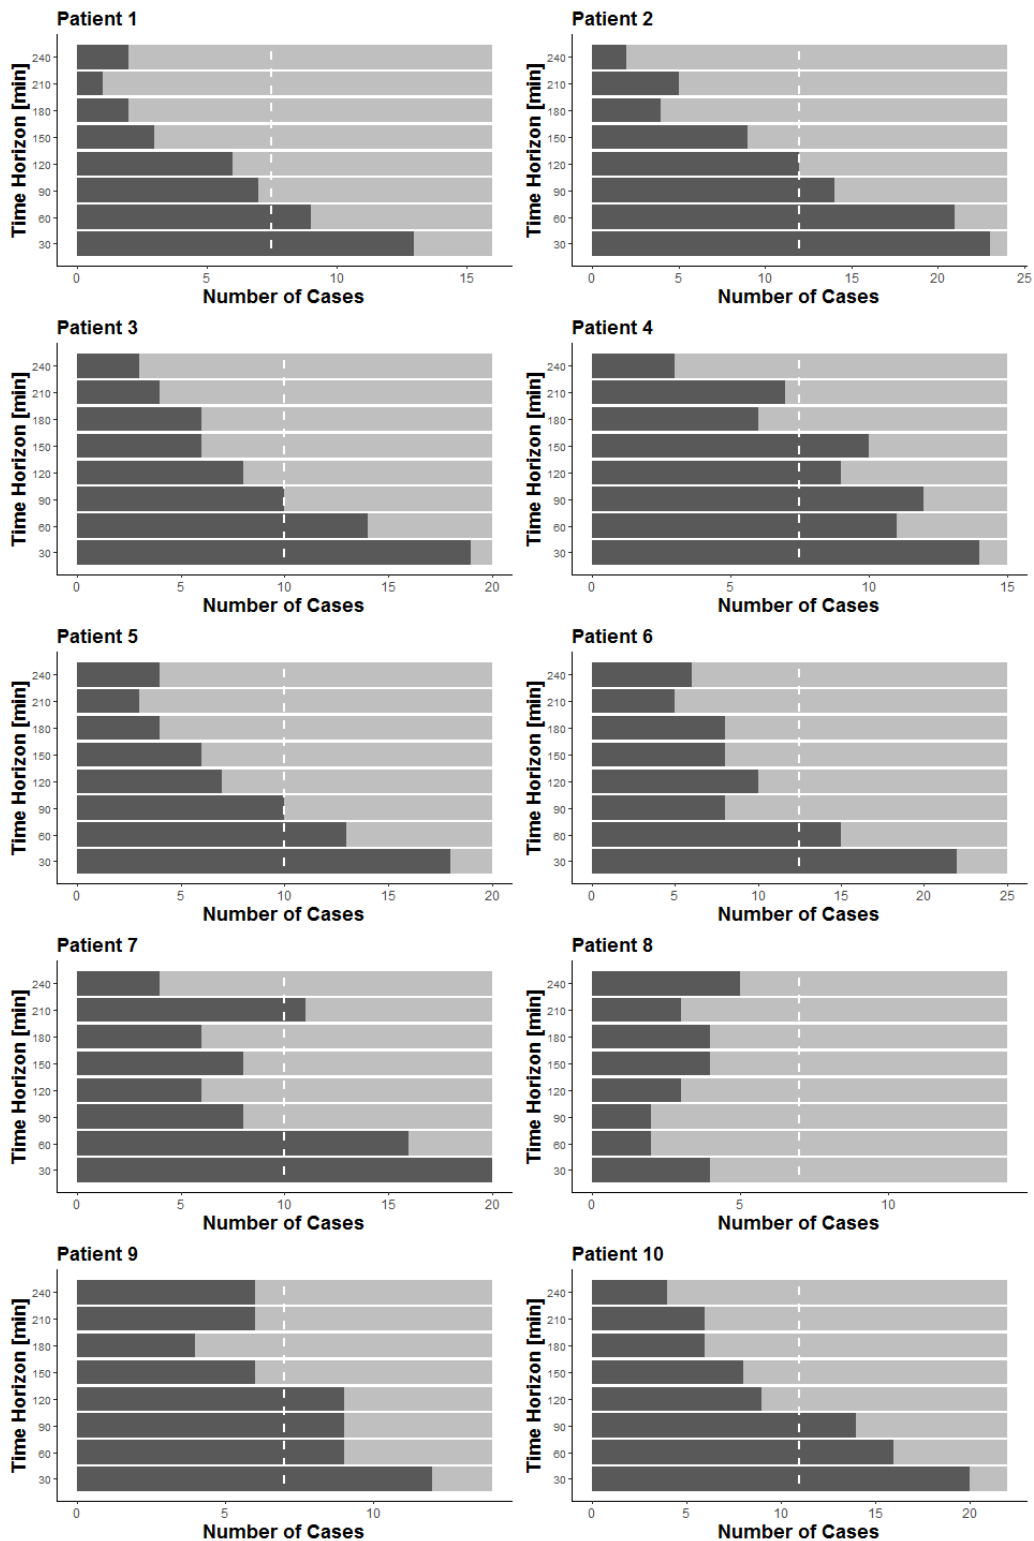 Patient 1
Time Horizon [min]
240
210
180
150
120
90
60
30
0 5 10 15
Number of Cases
Patient 2
Time Horizon [min]
240
210
180
150
120
90
60
30
0 5 10 15 20 25
Number of Cases
Patient 3
Time Horizon [min]
240
210
180
150
120
90
60
30
0 5 10 15 20
Number of Cases
Patient 4
Time Horizon [min]
240
210
180
150
120
90
60
30
0 5 10 15
Number of Cases
Patient 5
Time Horizon [min]
240
210
180
150
120
90
60
30
0 5 10 15 20
Number of Cases
Patient 6
Time Horizon [min]
240
210
180
150
120
90
60
30
0 5 10 15 20 25
Number of Cases
Patient 7
Time Horizon [min]
240
210
180
150
120
90
60
30
0 5 10 15 20
Number of Cases
Patient 8
Time Horizon [min]
240
210
180
150
120
90
60
30
0 5 10
Number of Cases
Patient 9
Time Horizon [min]
240
210
180
150
120
90
60
30
0 5 10
Number of Cases
Patient 10
Time Horizon [min]
240
210
180
150
120
90
60
30
0 5 10 15 20
Number of Cases